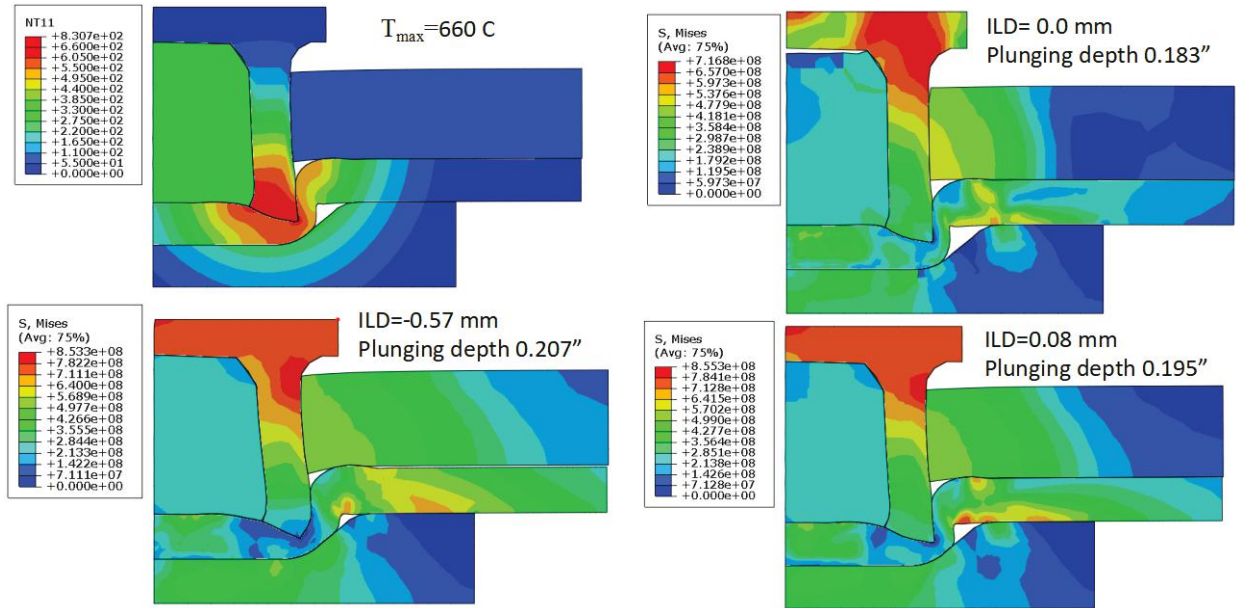 NT11
+8.307e+02
+6.600e+02
+6.050e+02
+5.500e+02
+4.950e+02
+4.400e+02
+3.850e+02
+3.300e+02
+2.750e+02
+2.200e+02
+1.650e+02
+1.100e+02
+5.500e+01
+0.000e+00
Tmax=660 C
S, Mises
(Avg: 75%)
+7.168e+08
+6.570e+08
+5.973e+08
+5.376e+08
+4.779e+08
+4.181e+08
+3.584e+08
+2.987e+08
+2.389e+08
+1.792e+08
+1.195e+08
+5.973e+07
+0.000e+00
ILD= 0.0 mm
Plunging depth 0.183”
S, Mises
(Avg: 75%)
+8.533e+08
+7.822e+08
+7.111e+08
+6.400e+08
+5.689e+08
+4.977e+08
+4.266e+08
+3.555e+08
+2.844e+08
+2.133e+08
+1.422e+08
+7.111e+07
+0.000e+00
ILD=-0.57 mm
Plunging depth 0.207”
S, Mises
(Avg: 75%)
+8.553e+08
+7.841e+08
+7.128e+08
+6.415e+08
+5.702e+08
+4.990e+08
+4.277e+08
+3.564e+08
+2.851e+08
+2.138e+08
+1.426e+08
+7.128e+07
+0.000e+00
ILD=0.08 mm
Plunging depth 0.195”